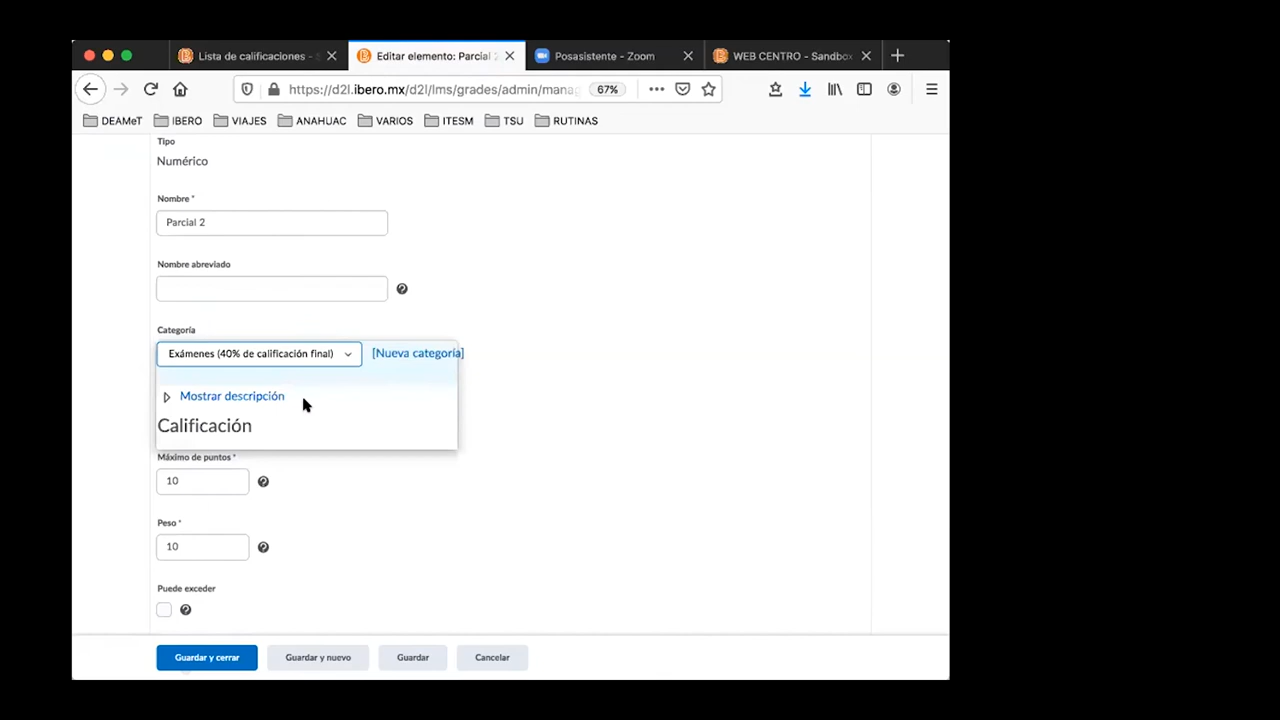 Lista de calificaciones -
Editar elemento: Parcial 2
Posasistente - Zoom
WEB CENTRO - Sandbox
https://d2l.ibero.mx/d2l/lms/grades/admin/manag
67%
DEAMeT
IBERO
VIAJES
ANAHUAC
VARIOS
ITESM
TSU
RUTINAS
Tipo
Numérico
Nombre *
Parcial 2
Nombre abreviado
Categoría
Exámenes (40% de calificación final)
[Nueva categoría]
Mostrar descripción
Calificación
Máximo de puntos *
10
Peso *
10
Puede exceder
Guardar y cerrar
Guardar y nuevo
Guardar
Cancelar